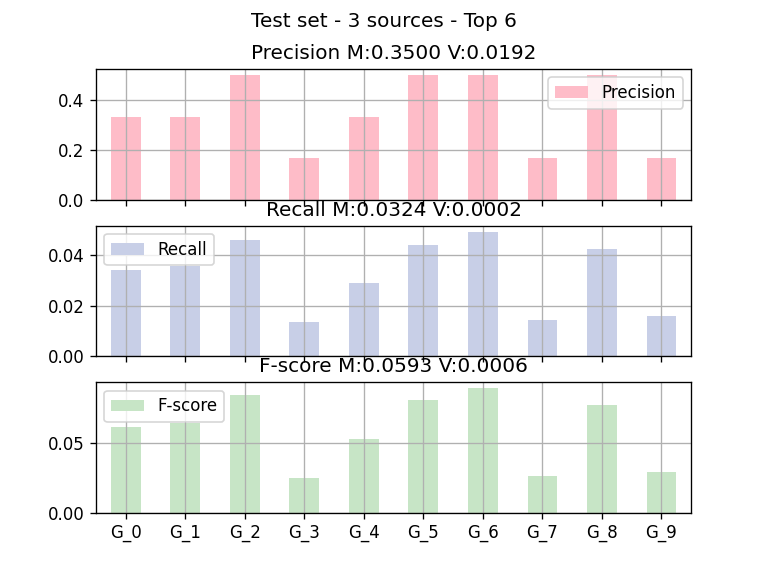 Test set - 3 sources - Top 6
Precision M:0.3500 V:0.0192
0.4
0.2
0.0
Precision
Recall M:0.0324 V:0.0002
0.04
0.02
0.00
Recall
F-score M:0.0593 V:0.0006
0.05
0.00
F-score
G_0 G_1 G_2 G_3 G_4 G_5 G_6 G_7 G_8 G_9